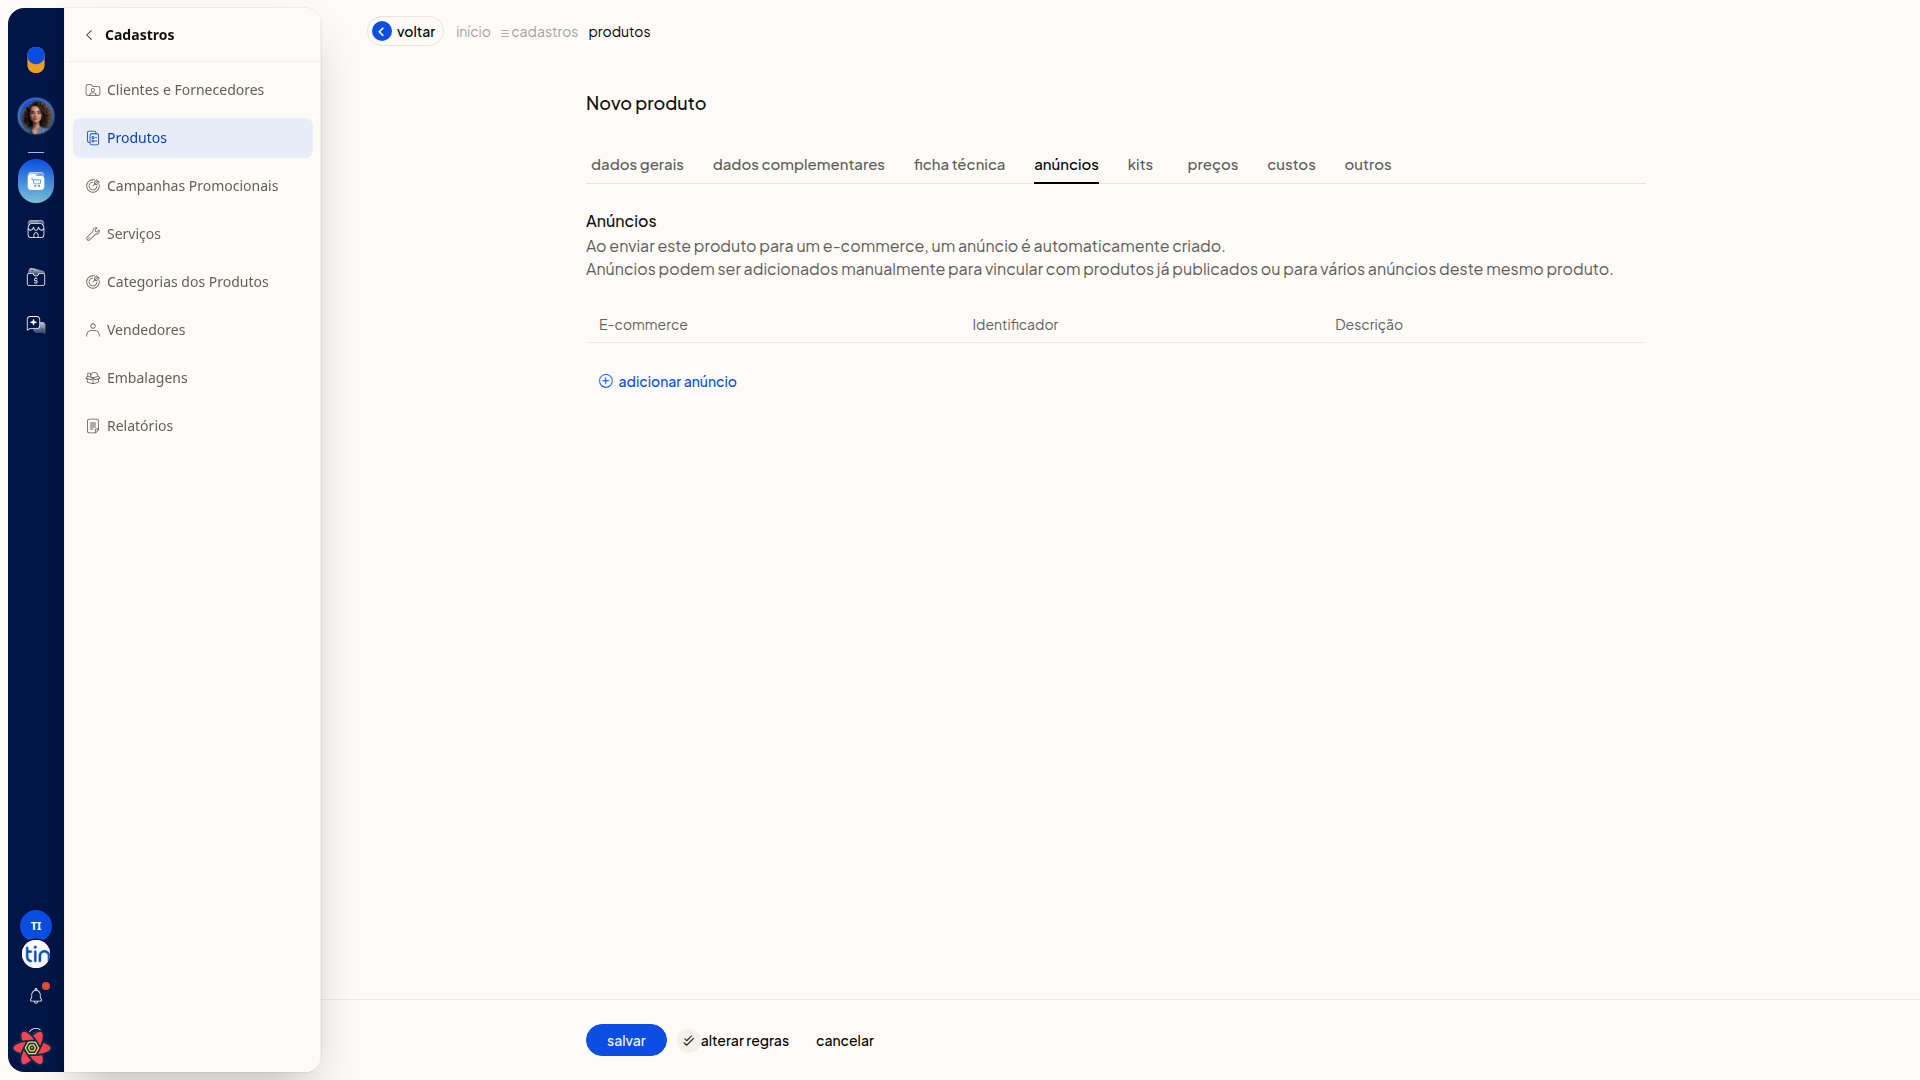 Cadastros
Clientes e Fornecedores
Produtos
Campanhas Promocionais
Serviços
Categorias dos Produtos
Vendedores
Embalagens
Relatórios
TI
tin
voltar início cadastros produtos
Novo produto
dados gerais dados complementares ficha técnica anúncios kits preços custos outros
Anúncios
Ao enviar este produto para um e-commerce, um anúncio é automaticamente criado.
Anúncios podem ser adicionados manualmente para vincular com produtos já publicados ou para vários anúncios deste mesmo produto.
E-commerce Identificador Descrição
adicionar anúncio
salvar alterar regras cancelar